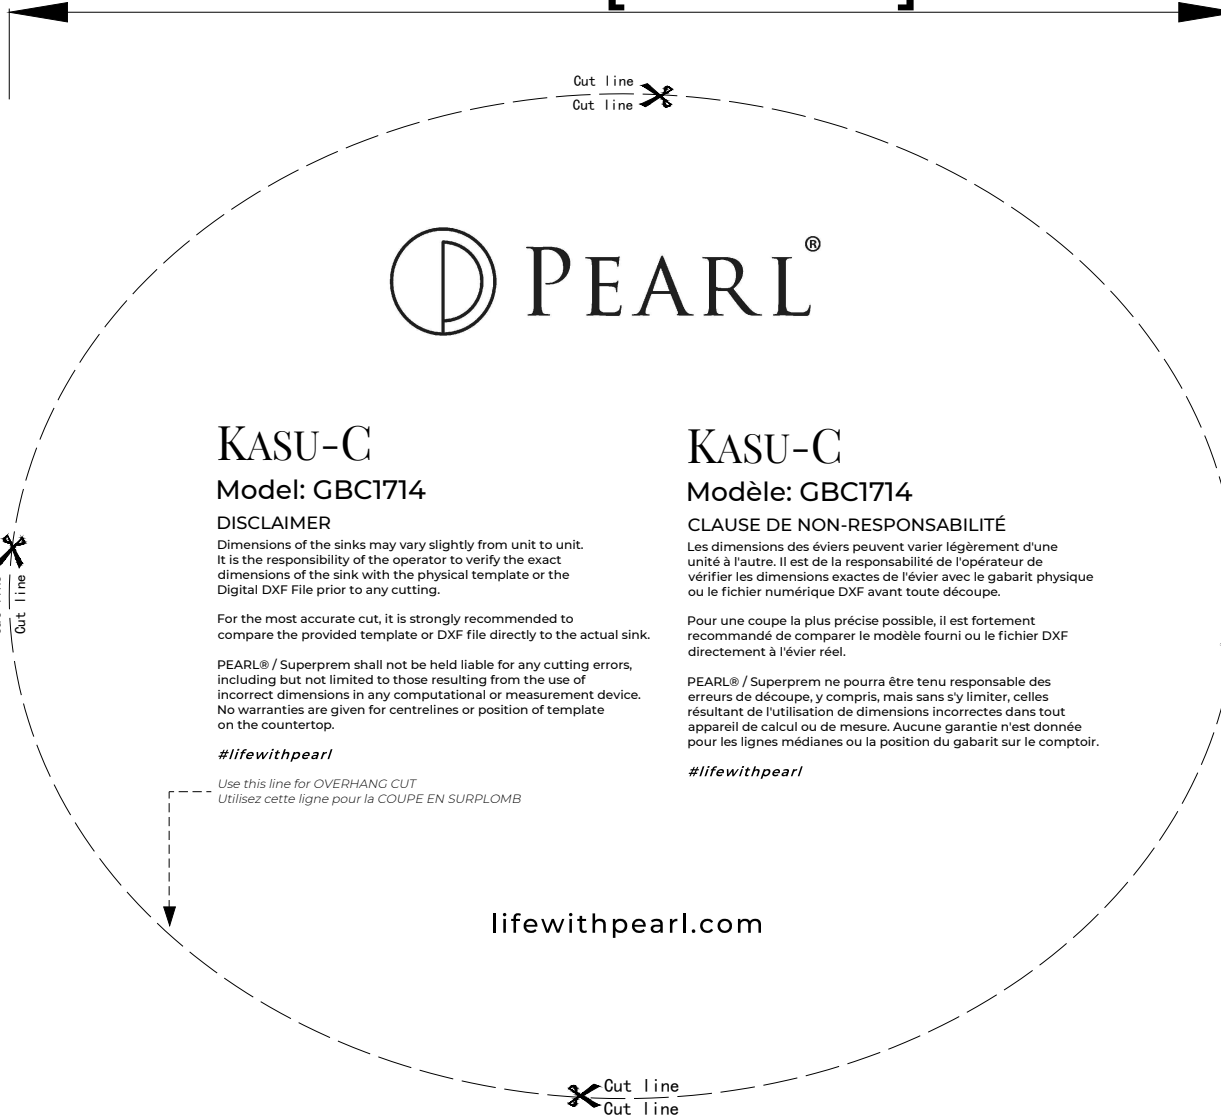 [ ]
Cut line
Cut line
PEARL®
KASU-C
Model: GBC1714
DISCLAIMER
Dimensions of the sinks may vary slightly from unit to unit.
It is the responsibility of the operator to verify the exact
dimensions of the sink with the physical template or the
Digital DXF File prior to any cutting.
For the most accurate cut, it is strongly recommended to
compare the provided template or DXF file directly to the actual sink.
PEARL® / Superprem shall not be held liable for any cutting errors,
including but not limited to those resulting from the use of
incorrect dimensions in any computational or measurement device.
No warranties are given for centrelines or position of template
on the countertop.
#lifewithpearl
Use this line for OVERHANG CUT
Utilisez cette ligne pour la COUPE EN SURPLOMB
KASU-C
Modèle: GBC1714
CLAUSE DE NON-RESPONSABILITÉ
Les dimensions des éviers peuvent varier légèrement d'une
unité à l'autre. Il est de la responsabilité de l'opérateur de
vérifier les dimensions exactes de l'évier avec le gabarit physique
ou le fichier numérique DXF avant toute découpe.
Pour une coupe la plus précise possible, il est fortement
recommandé de comparer le modèle fourni ou le fichier DXF
directement à l'évier réel.
PEARL® / Superprem ne pourra être tenu responsable des
erreurs de découpe, y compris, mais sans s'y limiter, celles
résultant de l'utilisation de dimensions incorrectes dans tout
appareil de calcul ou de mesure. Aucune garantie n'est donnée
pour les lignes médianes ou la position du gabarit sur le comptoir.
#lifewithpearl
Cut line
lifewithpearl.com
Cut line
Cut line